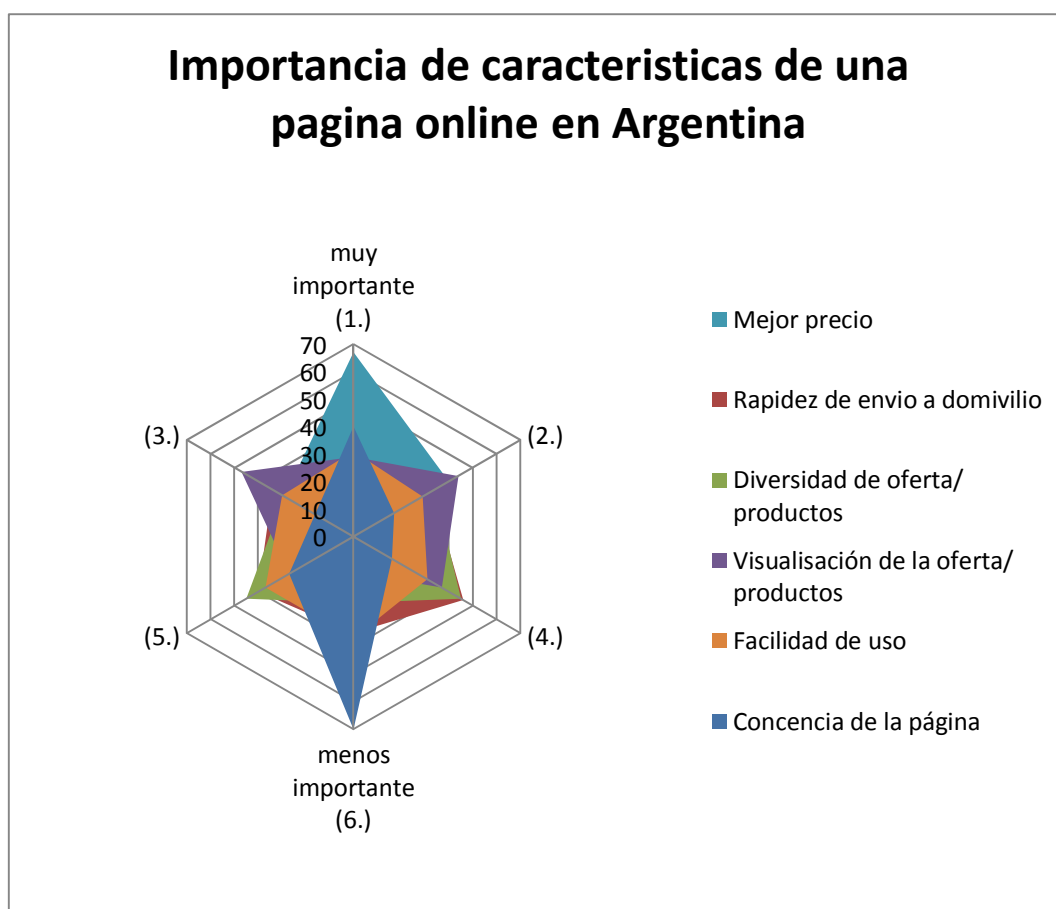 Importancia de caracteristicas de una
pagina online en Argentina
muy
importante
(1.)
70
60
50
40
30
20
10
0
(3.)
(2.)
(5.)
(4.)
menos
importante
(6.)
Mejor precio
Rapidez de envio a domivilio
Diversidad de oferta/
productos
Visualisación de la oferta/
productos
Facilidad de uso
Concencia de la página